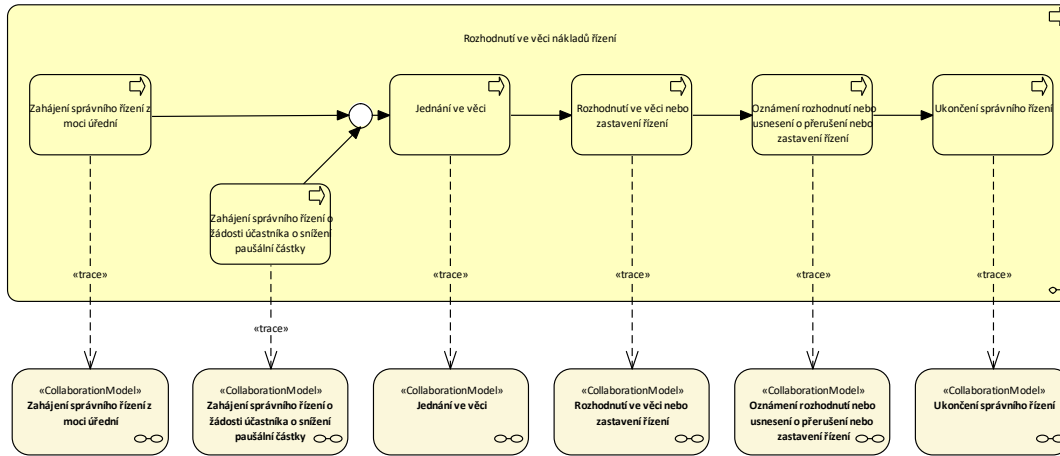 Rozhodnutí ve věci nákladů řízení
Zahájení správního řízení z
moci úřední
Jednání ve věci
Rozhodnutí ve věci nebo
zastavení řízení
Oznámení rozhodnutí nebo
usnesení o přerušení nebo
zastavení řízení
Ukončení správního řízení
Zahájení správního řízení o
žádosti účastníka o snížení
paušální částky
«trace»
«trace»
«trace»
«trace»
«trace»
«trace»
«CollaborationModel»
Zahájení správního řízení z
moci úřední
«CollaborationModel»
Zahájení správního řízení o
žádosti účastníka o snížení
paušální částky
«CollaborationModel»
Jednání ve věci
«CollaborationModel»
Rozhodnutí ve věci nebo
zastavení řízení
«CollaborationModel»
Oznámení rozhodnutí nebo
usnesení o přerušení nebo
zastavení řízení
«CollaborationModel»
Ukončení správního řízení